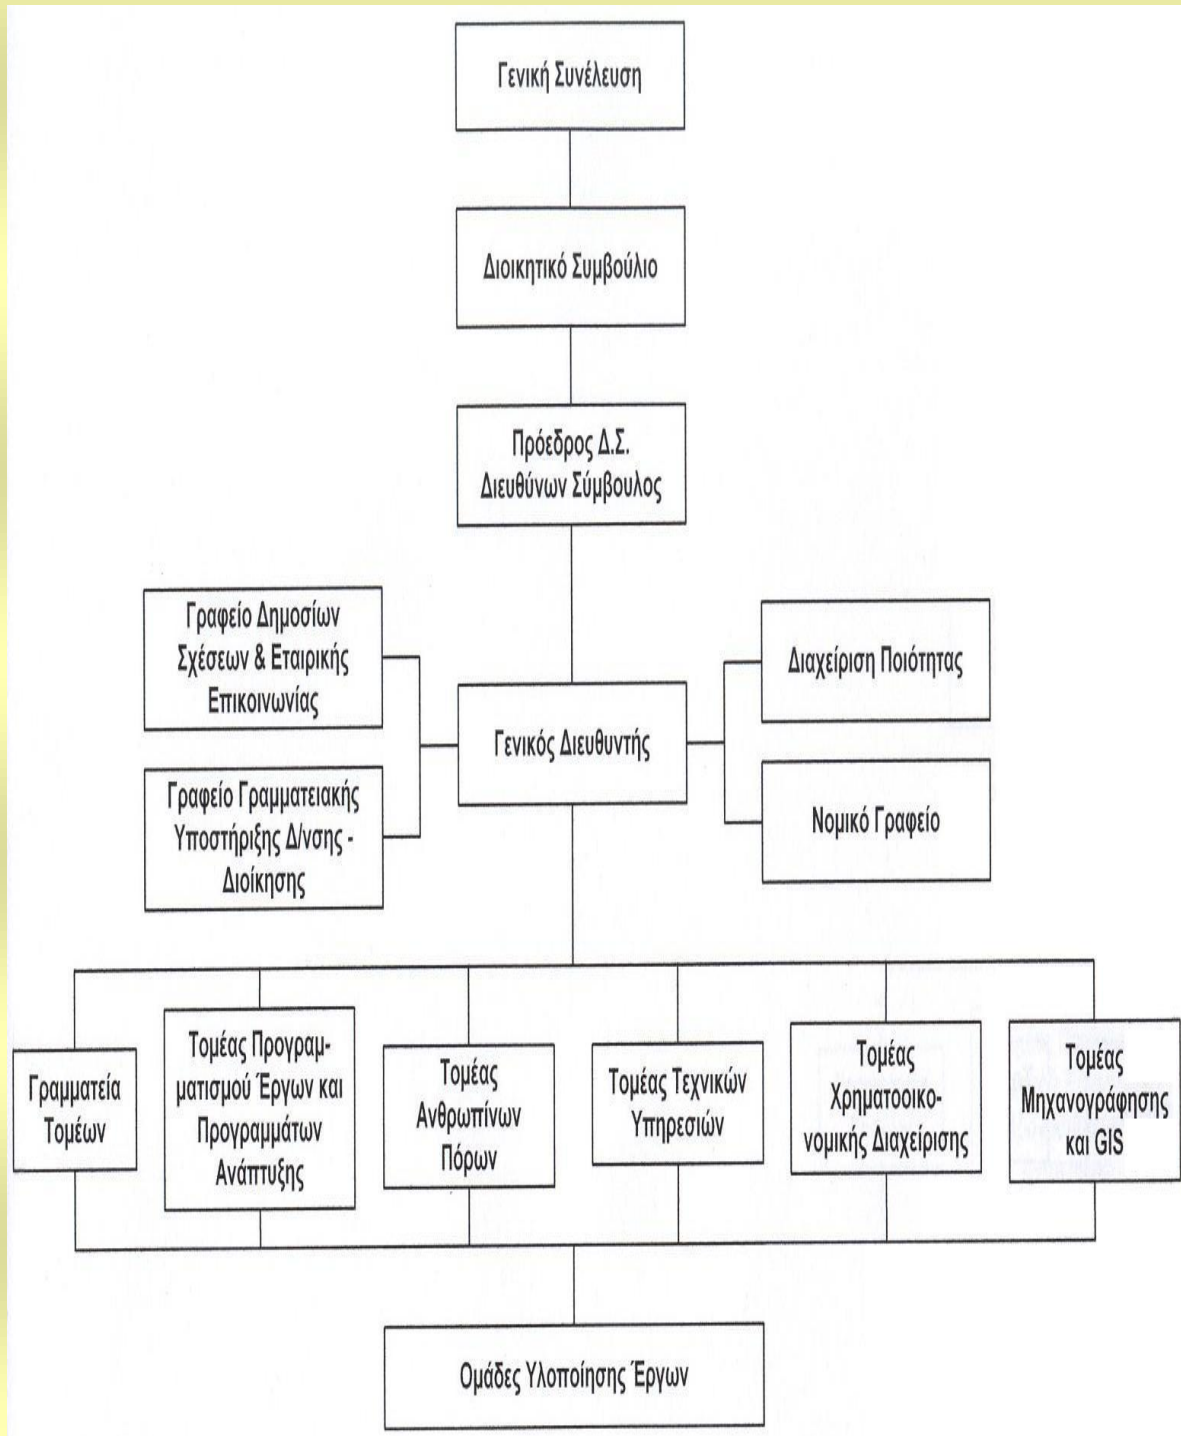 Γενική Συνέλευση
Διοικητικό Συμβούλιο
Πρόεδρος Δ.Σ.
Διευθύνων Σύμβουλος
Γραφείο Δημοσίων
Σχέσεων & Εταιρικής
Επικοινωνίας
Διαχείριση Ποιότητας
Γενικός Διευθυντής
Γραφείο Γραμματειακής
Υποστήριξης Δ/νσης -
Διοίκησης
Νομικό Γραφείο
Γραμματεία
Τομέων
Τομέας Προγραμ-
ματισμού Έργων και
Προγραμμάτων
Ανάπτυξης
Τομέας
Ανθρωπίνων
Πόρων
Τομέας Τεχνικών
Υπηρεσιών
Τομέας
Χρηματοοικο-
νομικής Διαχείρισης
Τομέας
Μηχανογράφησης
και GIS
Ομάδες Υλοποίησης Έργων